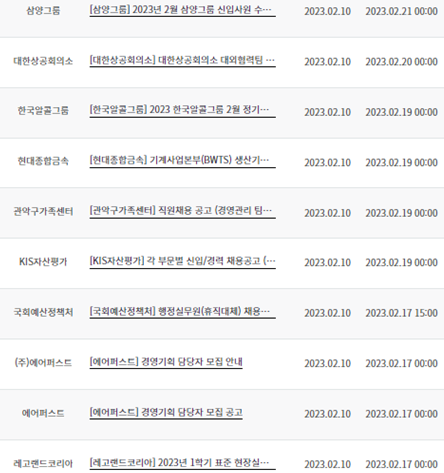 삼양그룹 [삼양그룹] 2023년 2월 삼양그룹 신입사원 수… 2023.02.10 2023.02.21 00:00
대한상공회의소 [대한상공회의소] 대한상공회의소 대외협력팀 … 2023.02.10 2023.02.20 00:00
한국알콜그룹 [한국알콜그룹] 2023 한국알콜그룹 2월 정기… 2023.02.10 2023.02.19 00:00
현대종합금속 [현대종합금속] 기계사업본부(BWTS) 생산기… 2023.02.10 2023.02.19 00:00
관악구가족센터 [관악구가족센터] 직원채용 공고 (경영관리 팀… 2023.02.10 2023.02.19 00:00
KIS자산평가 [KIS자산평가] 각 부문별 신입/경력 채용공고 (… 2023.02.10 2023.02.19 00:00
국회예산정책처 [국회예산정책처] 행정실무원(휴직대체) 채용… 2023.02.10 2023.02.17 15:00
(주)에어퍼스트 [에어퍼스트] 경영기획 담당자 모집 안내 2023.02.10 2023.02.17 00:00
에어퍼스트 [에어퍼스트] 경영기획 담당자 모집 공고 2023.02.10 2023.02.17 00:00
레고랜드코리아 [레고랜드코리아] 2023년 1학기 표준 현장실… 2023.02.10 2023.02.17 00:00